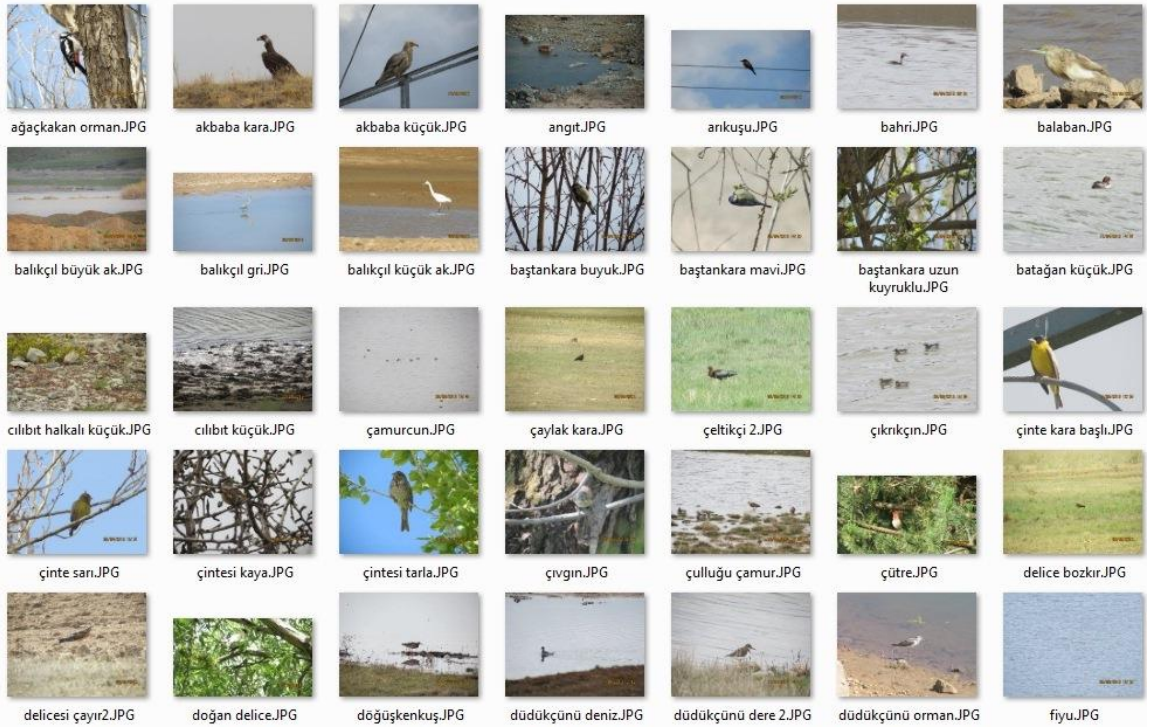 ağaçkakan orman.JPG
akbaba kara.JPG
akbaba küçük.JPG
angıt.JPG
arıkuşu.JPG
bahri.JPG
balaban.JPG
balıkçıl büyük ak.JPG
balıkçıl gri.JPG
balıkçıl küçük ak.JPG
baştankara buyuk.JPG
baştankara mavi.JPG
baştankara uzun
kuyruklu.JPG
batağan küçük.JPG
cılıbıt halkalı küçük.JPG
cılıbıt küçük.JPG
çamurcun.JPG
çaylak kara.JPG
çeltikçi 2.JPG
çıkrıkçın.JPG
çinte kara başlı.JPG
çinte sarı.JPG
çintesi kaya.JPG
çintesi tarla.JPG
çıvgın.JPG
çulluğu çamur.JPG
çütre.JPG
delice bozkır.JPG
delicesi çayır2.JPG
doğan delice.JPG
döğüşkenkuş.JPG
düdükçünü deniz.JPG
düdükçünü dere 2.JPG
düdükçünü orman.JPG
fiyu.JPG